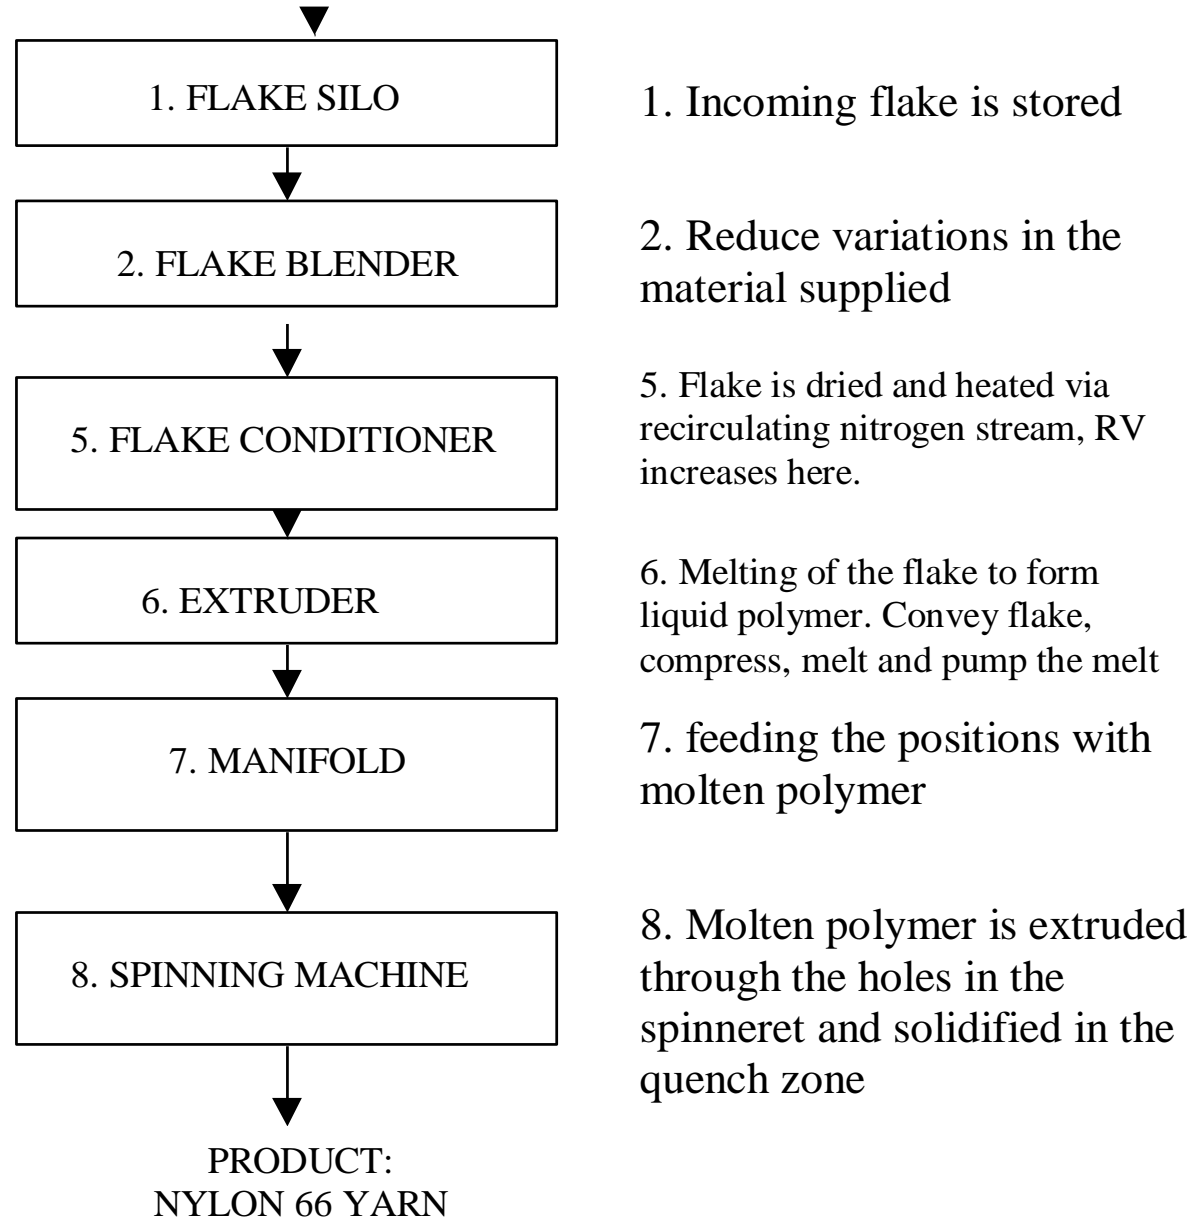 1. FLAKE SILO
1. Incoming flake is stored
2. FLAKE BLENDER
2. Reduce variations in the
material supplied
5. FLAKE CONDITIONER
5. Flake is dried and heated via
recirculating nitrogen stream, RV
increases here.
6. EXTRUDER
6. Melting of the flake to form
liquid polymer. Convey flake,
compress, melt and pump the melt
7. MANIFOLD
7. feeding the positions with
molten polymer
8. SPINNING MACHINE
8. Molten polymer is extruded
through the holes in the
spinneret and solidified in the
quench zone
PRODUCT:
NYLON 66 YARN